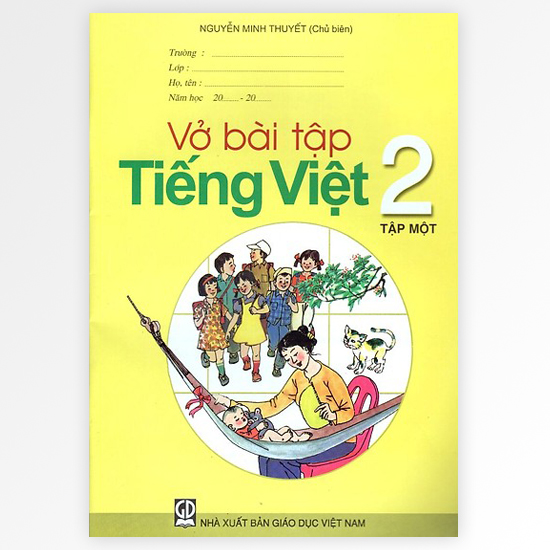 NGUYỄN MINH THUYẾT (Chủ biên)
Trường :
Lớp :
Họ, tên :
Năm học 20........ - 20........
Vở bài tập
Tiếng Việt 2
TẬP MỘT
GD
NHÀ XUẤT BẢN GIÁO DỤC VIỆT NAM